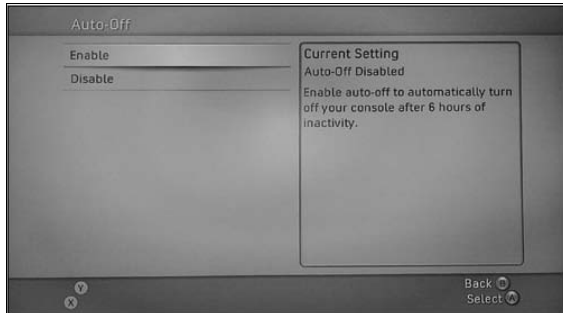 Auto-Off
Enable
Disable
Current Setting
Auto-Off Disabled
Enable auto-off to automatically turn
off your console after 6 hours of
inactivity.
Y
X
Back B
Select A